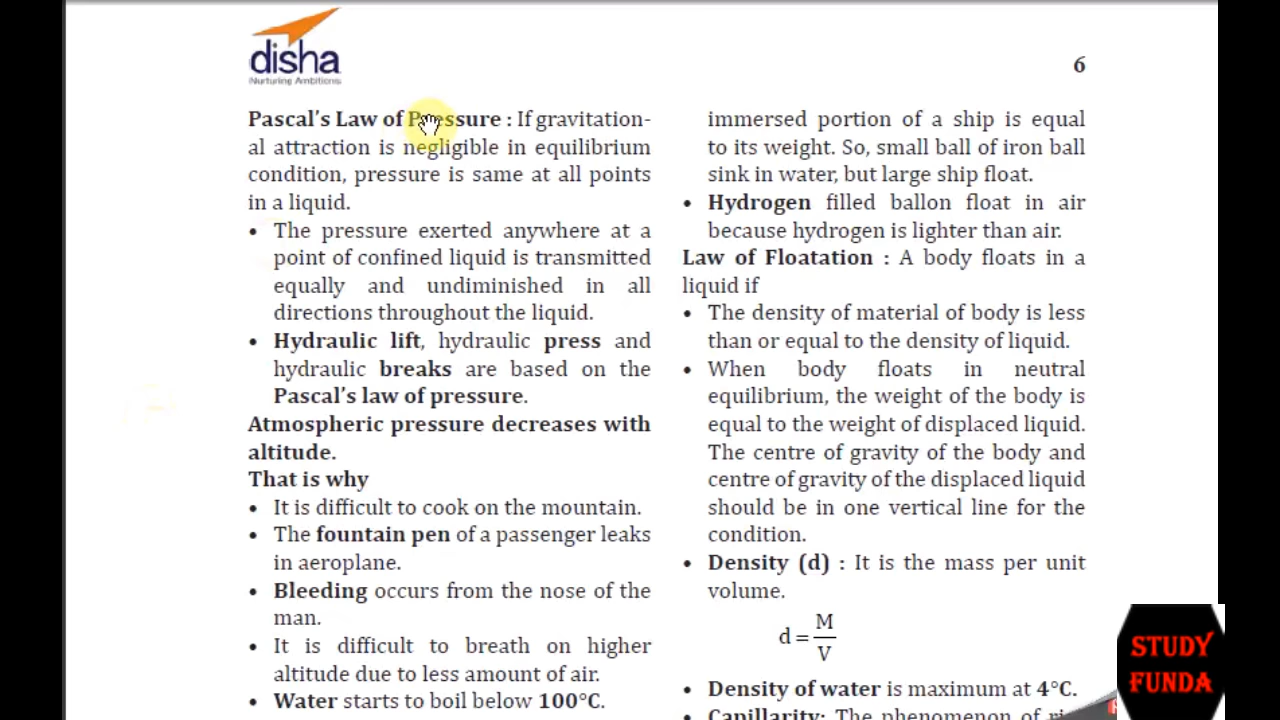 disha
Nurturing Ambitions
6
Pascal's Law of Pressure : If gravitation-
al attraction is negligible in equilibrium
condition, pressure is same at all points
in a liquid.
• The pressure exerted anywhere at a
point of confined liquid is transmitted
equally and undiminished in all
directions throughout the liquid.
• Hydraulic lift, hydraulic press and
hydraulic breaks are based on the
Pascal's law of pressure.
Atmospheric pressure decreases with
altitude.
That is why
• It is difficult to cook on the mountain.
• The fountain pen of a passenger leaks
in aeroplane.
• Bleeding occurs from the nose of the
man.
• It is difficult to breath on higher
altitude due to less amount of air.
• Water starts to boil below 100°C.
immersed portion of a ship is equal
to its weight. So, small ball of iron ball
sink in water, but large ship float.
• Hydrogen filled ballon float in air
because hydrogen is lighter than air.
Law of Floatation : A body floats in a
liquid if
• The density of material of body is less
than or equal to the density of liquid.
• When body floats in neutral
equilibrium, the weight of the body is
equal to the weight of displaced liquid.
The centre of gravity of the body and
centre of gravity of the displaced liquid
should be in one vertical line for the
condition.
• Density (d) : It is the mass per unit
volume.
d = M/V
• Density of water is maximum at 4°C.
• Capillarity: The phenomenon of
STUDY
FUNDA